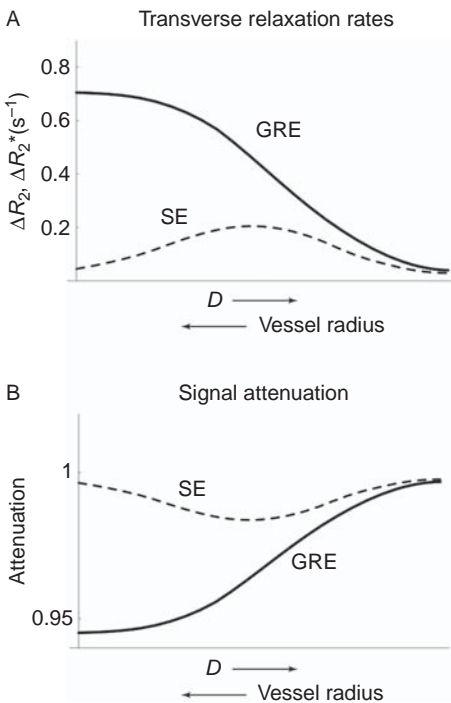 A Transverse relaxation rates
ΔR₂, ΔR₂*(s⁻¹)
0.8
0.6
0.4
0.2
GRE
SE
D →
← Vessel radius
B Signal attenuation
Attenuation
1
0.95
SE
GRE
D →
← Vessel radius